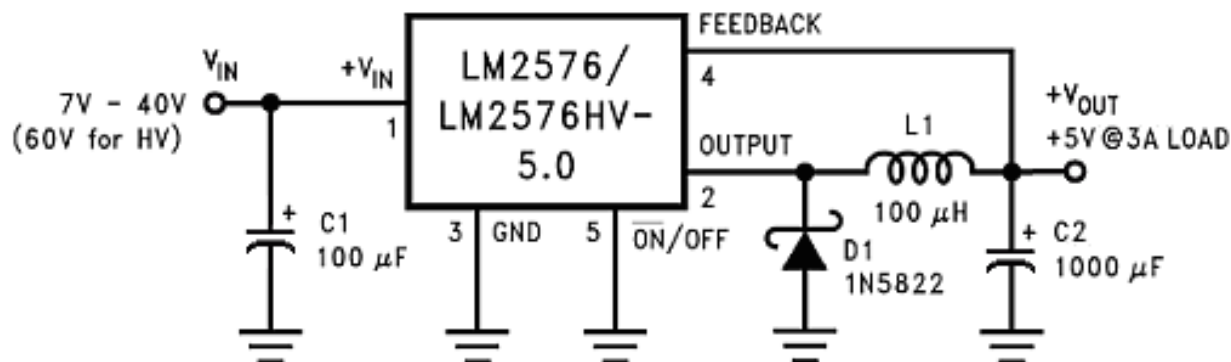 FEEDBACK
4
V_IN
+V_IN
7V - 40V
(60V for HV)
1
LM2576/
LM2576HV-
5.0
OUTPUT
2
L1
100 μH
+V_OUT
+5V @3A LOAD
+
C1
100 μF
3
GND
5
O̅N̅/OFF
D1
1N5822
+
C2
1000 μF